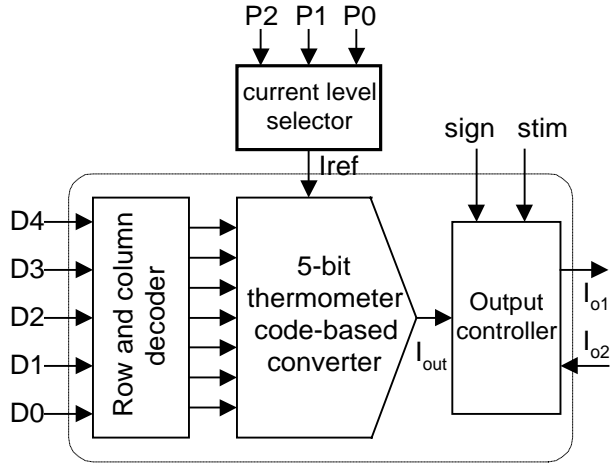 P2 P1 P0
current level
selector
sign stim
Iref
D4
D3
D2
D1
D0
Row and column
decoder
5-bit
thermometer
code-based
converter
Iout
Output
controller
Io1
Io2